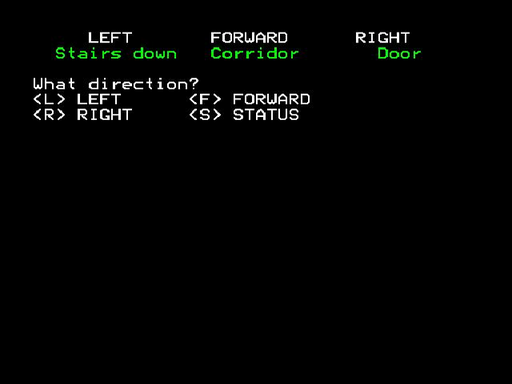 LEFT FORWARD RIGHT
Stairs down Corridor Door
What direction?
<L> LEFT <F> FORWARD
<R> RIGHT <S> STATUS